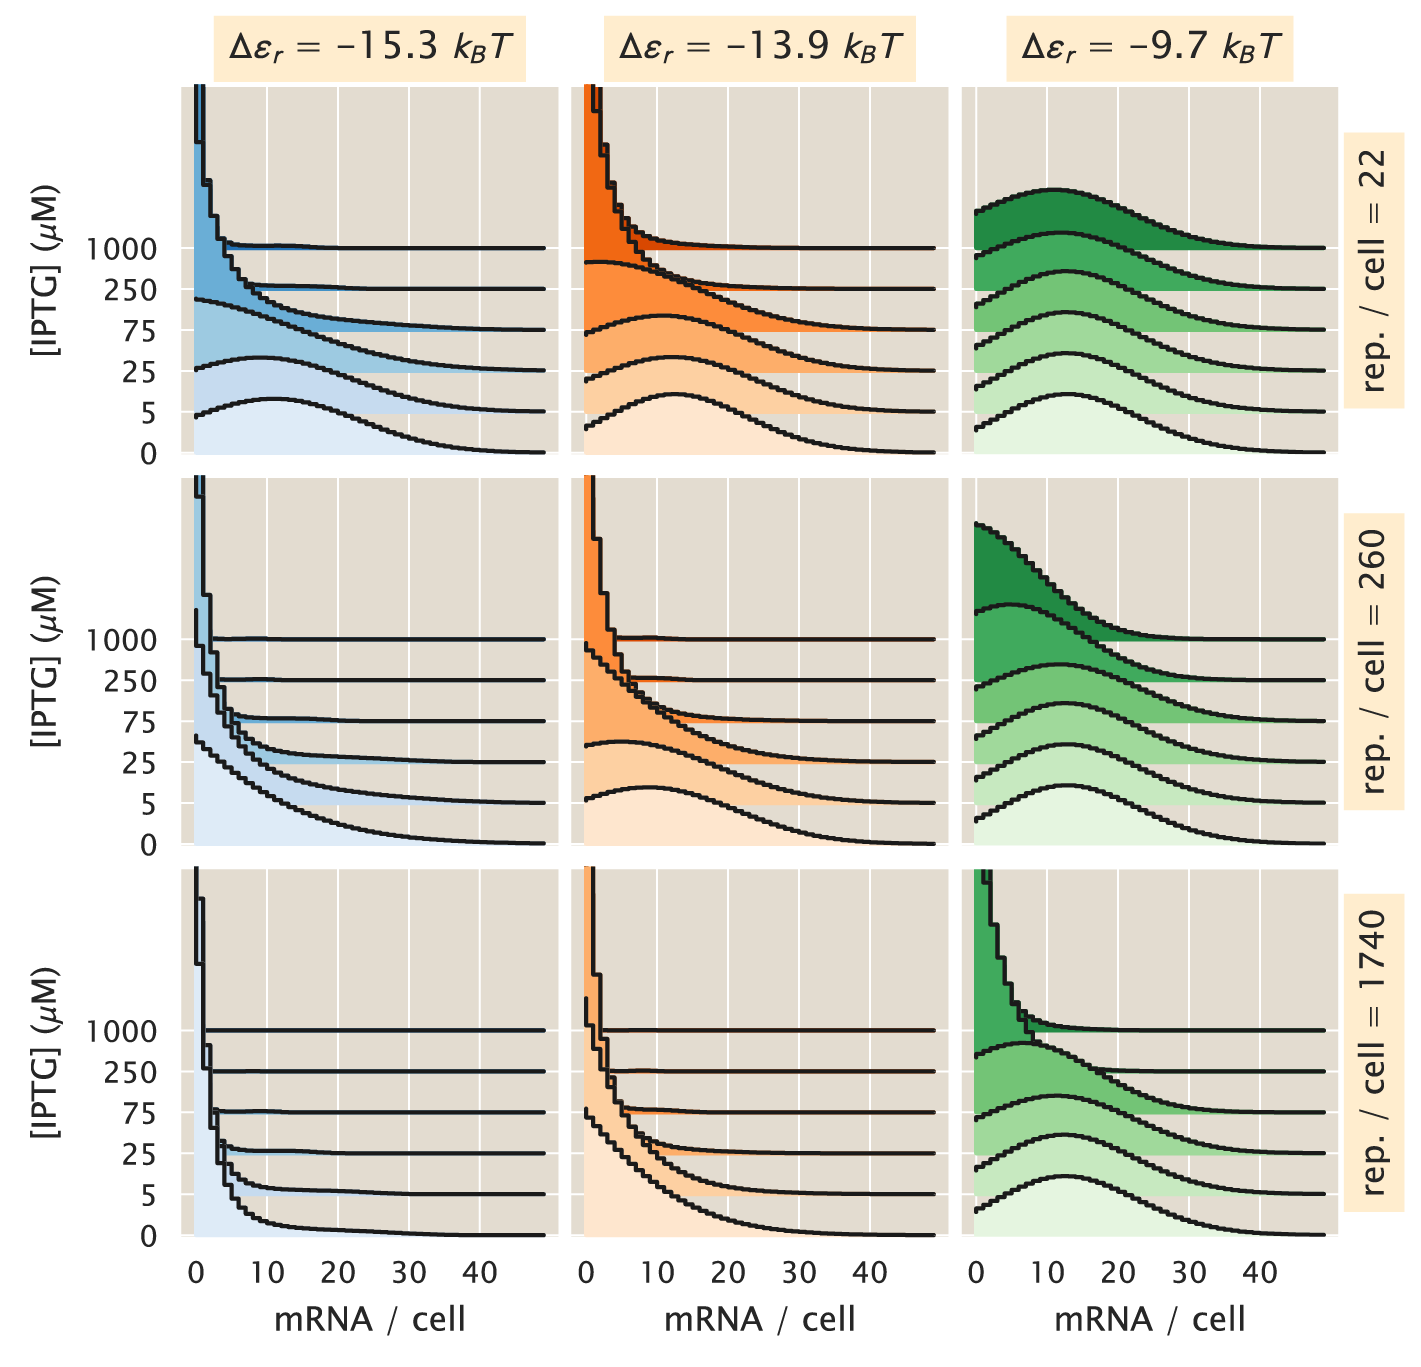 Δεr = −15.3 kBT
Δεr = −13.9 kBT
Δεr = −9.7 kBT
[IPTG] (μM)
1000
250
75
25
5
0
rep. / cell = 22
[IPTG] (μM)
1000
250
75
25
5
0
rep. / cell = 260
[IPTG] (μM)
1000
250
75
25
5
0
rep. / cell = 1740
0 10 20 30 40
0 10 20 30 40
0 10 20 30 40
mRNA / cell
mRNA / cell
mRNA / cell